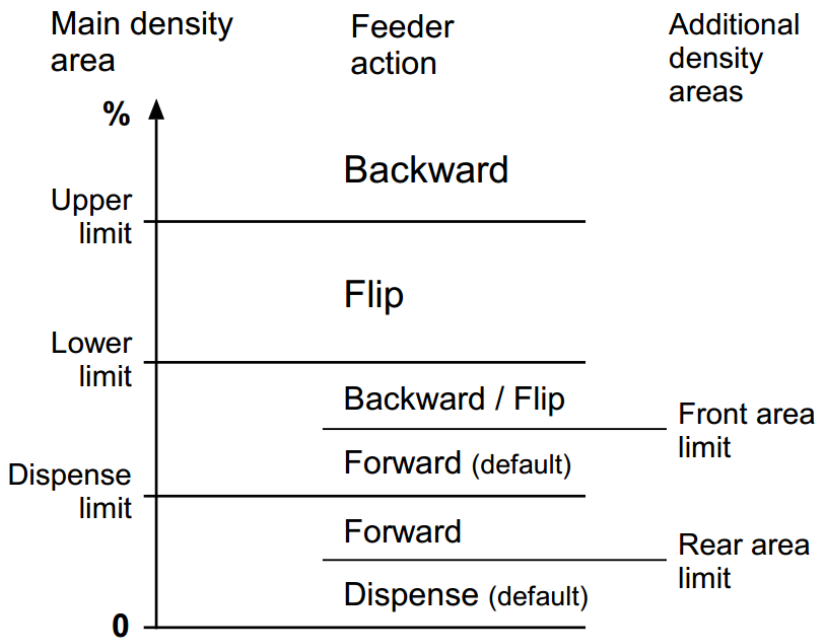 Main density
area
Feeder
action
Additional
density
areas
%
Backward
Upper
limit
Flip
Lower
limit
Backward / Flip
Front area
limit
Forward (default)
Dispense
limit
Forward
Rear area
limit
Dispense (default)
0